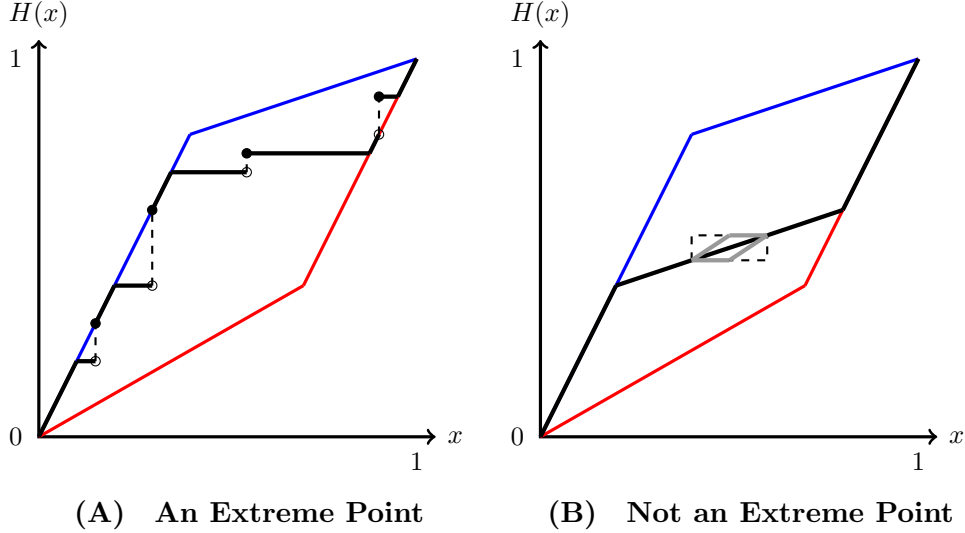 H(x)
1
0
x
1
(A) An Extreme Point
H(x)
1
0
x
1
(B) Not an Extreme Point